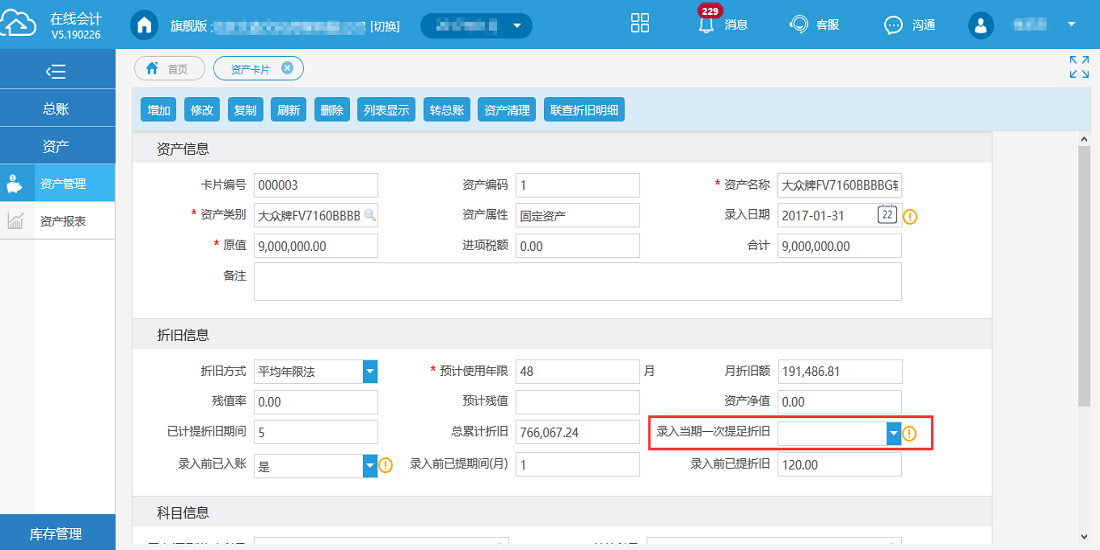 在线会计
V5.190226
旗舰版
[切换]
229
消息
客服
沟通
首页
资产卡片
总账
资产
资产管理
资产报表
库存管理
增加 修改 复制 刷新 删除 列表显示 转总账 资产清理 联查折旧明细
资产信息
卡片编号 000003 资产编码 1 * 资产名称 大众牌FV7160BBBBG轿
* 资产类别 大众牌FV7160BBBB 资产属性 固定资产 录入日期 2017-01-31 22
* 原值 9,000,000.00 进项税额 0.00 合计 9,000,000.00
备注
折旧信息
折旧方式 平均年限法 * 预计使用年限 48 月 月折旧额 191,486.81
残值率 0.00 预计残值 资产净值 0.00
已计提折旧期间 5 总累计折旧 766,067.24 录入当期一次提足折旧
录入前已入账 是 录入前已提期间(月) 1 录入前已提折旧 120.00
科目信息